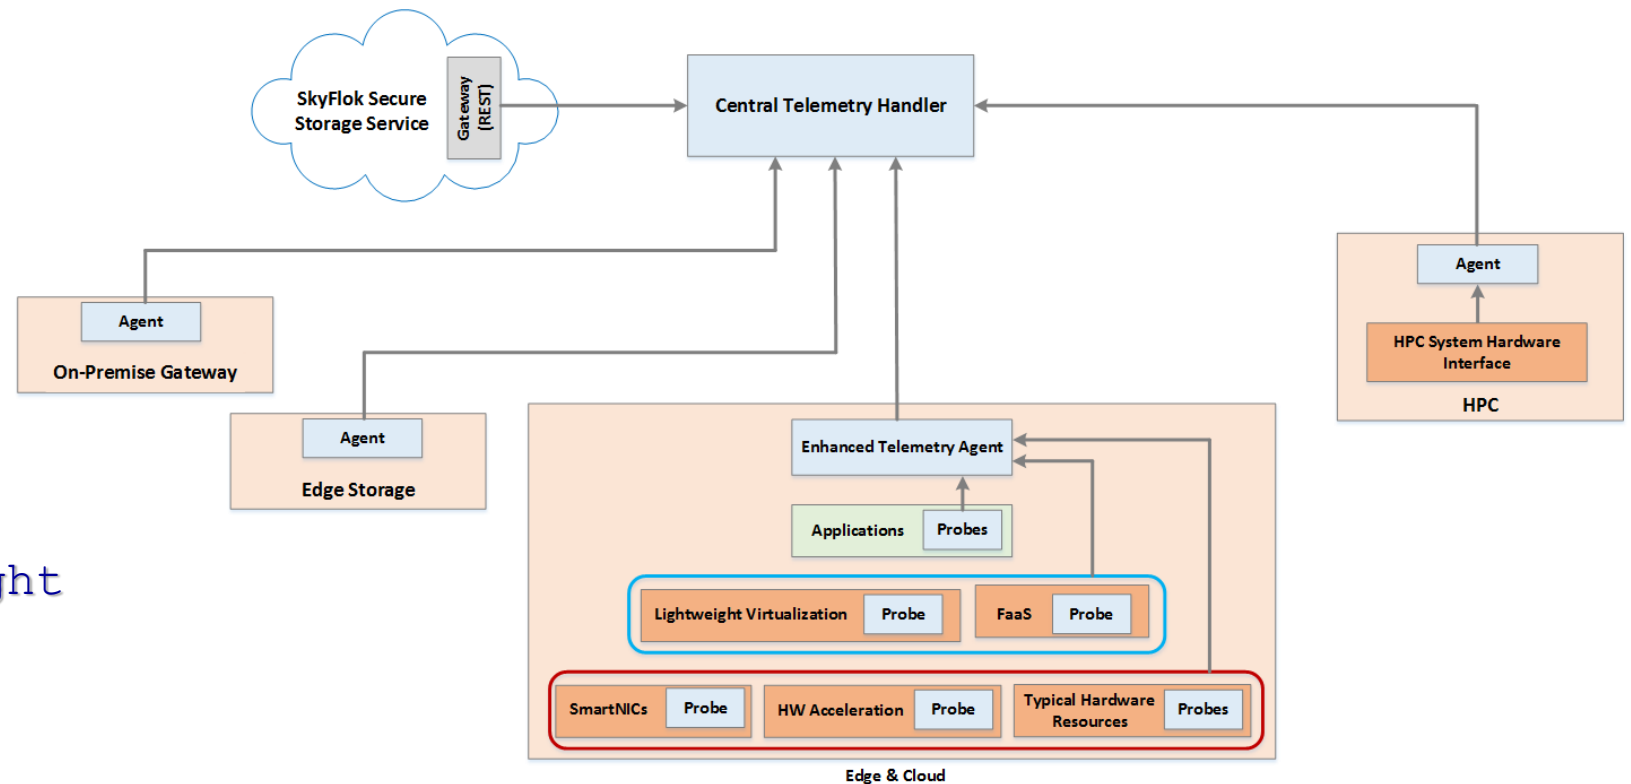 SkyFlok Secure
Storage Service
Gateway
(REST)
Central Telemetry Handler
Agent
On-Premise Gateway
Agent
Edge Storage
Agent
HPC System Hardware
Interface
HPC
Enhanced Telemetry Agent
Applications
Probes
Lightweight Virtualization
Probe
FaaS
Probe
SmartNICs
Probe
HW Acceleration
Probe
Typical Hardware
Resources
Probes
Edge & Cloud